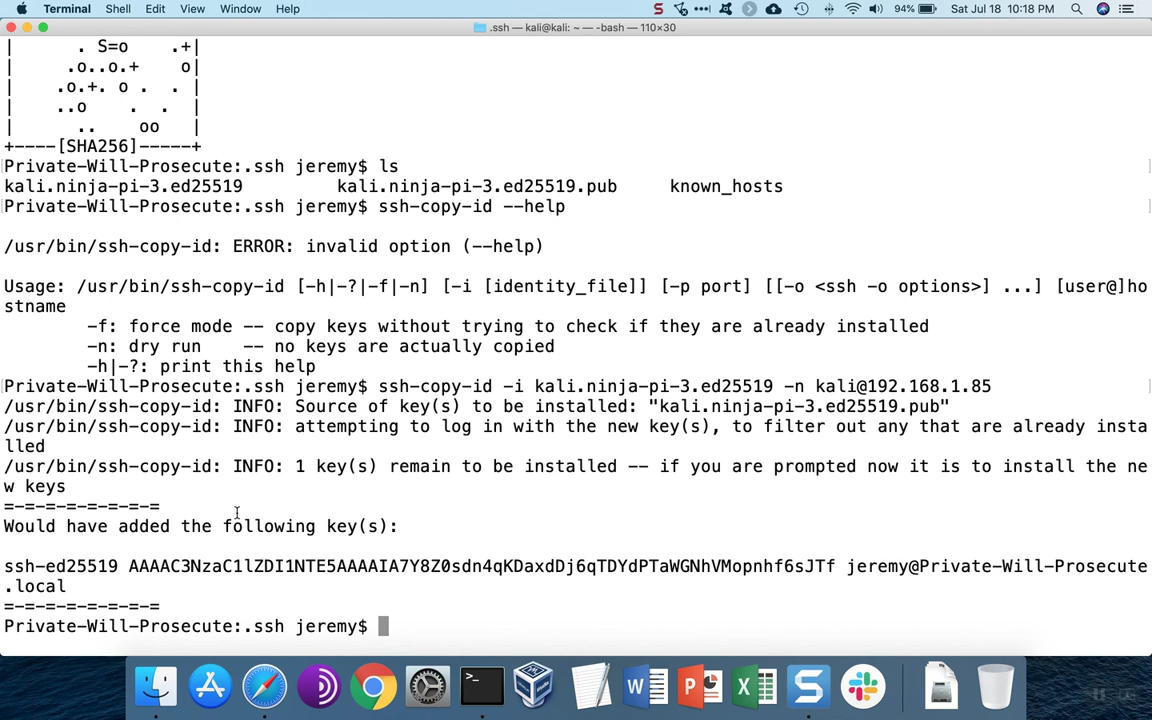 Terminal Shell Edit View Window Help 94% Sat Jul 18 10:18 PM
.ssh — kali@kali: ~ — -bash — 110×30
| . S=o .+|
| .o..o.+ o|
| .o.+. o . . |
| ..o . . |
| .. oo |
+----[SHA256]-----+
Private-Will-Prosecute:.ssh jeremy$ ls
kali.ninja-pi-3.ed25519 kali.ninja-pi-3.ed25519.pub known_hosts
Private-Will-Prosecute:.ssh jeremy$ ssh-copy-id --help
/usr/bin/ssh-copy-id: ERROR: invalid option (--help)
Usage: /usr/bin/ssh-copy-id [-h|-?|-f|-n] [-i [identity_file]] [-p port] [[-o <ssh -o options>] ...] [user@]ho
stname
-f: force mode -- copy keys without trying to check if they are already installed
-n: dry run -- no keys are actually copied
-h|-?: print this help
Private-Will-Prosecute:.ssh jeremy$ ssh-copy-id -i kali.ninja-pi-3.ed25519 -n kali@192.168.1.85
/usr/bin/ssh-copy-id: INFO: Source of key(s) to be installed: "kali.ninja-pi-3.ed25519.pub"
/usr/bin/ssh-copy-id: INFO: attempting to log in with the new key(s), to filter out any that are already insta
lled
/usr/bin/ssh-copy-id: INFO: 1 key(s) remain to be installed -- if you are prompted now it is to install the ne
w keys
=-=-=-=-=-=-=-=
Would have added the following key(s):
ssh-ed25519 AAAAC3NzaC1lZDI1NTE5AAAAIA7Y8Z0sdn4qKDaxdDj6qTDYdPTaWGNhVMopnhf6sJTf jeremy@Private-Will-Prosecute
.local
=-=-=-=-=-=-=-=
Private-Will-Prosecute:.ssh jeremy$